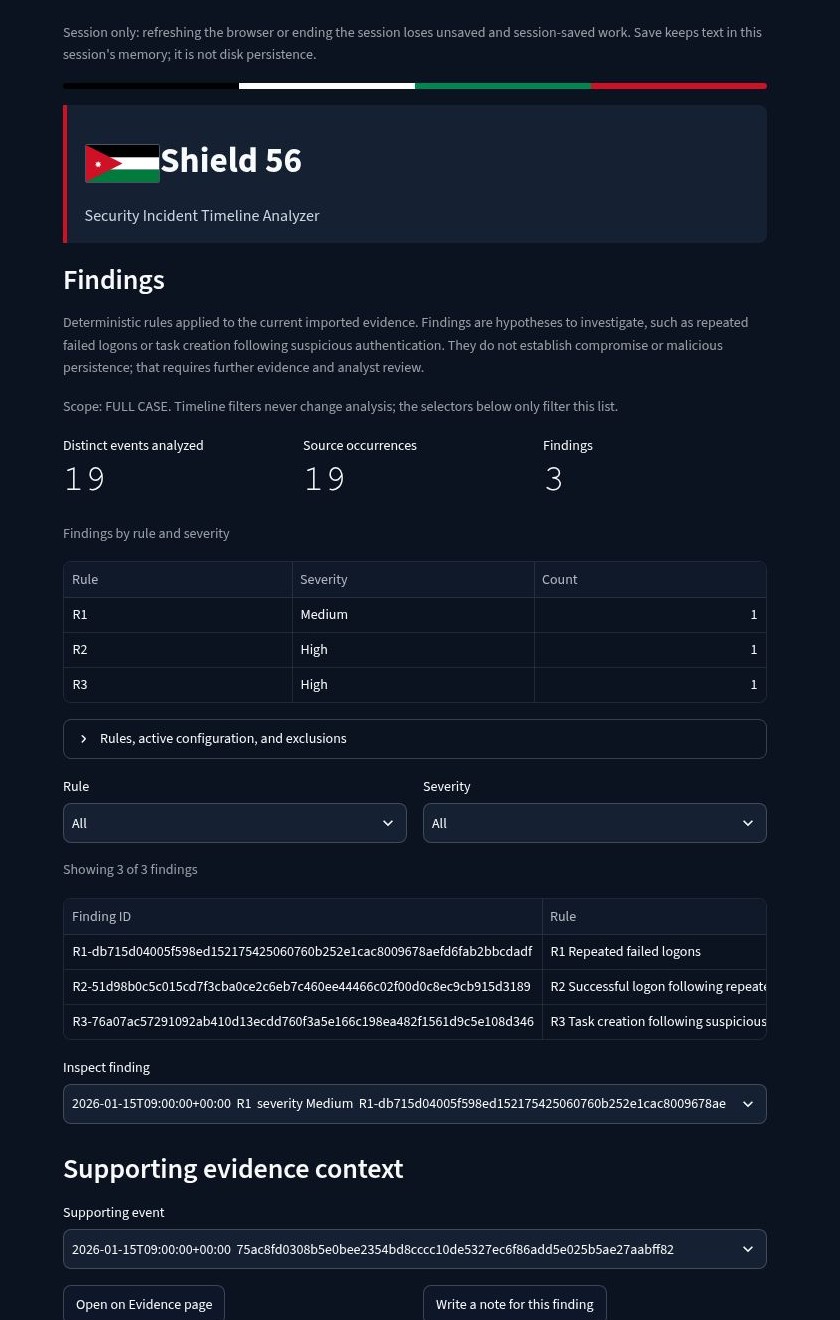 Session only: refreshing the browser or ending the session loses unsaved and session-saved work. Save keeps text in this
session's memory; it is not disk persistence.
Shield 56
Security Incident Timeline Analyzer
Findings
Deterministic rules applied to the current imported evidence. Findings are hypotheses to investigate, such as repeated
failed logons or task creation following suspicious authentication. They do not establish compromise or malicious
persistence; that requires further evidence and analyst review.
Scope: FULL CASE. Timeline filters never change analysis; the selectors below only filter this list.
Distinct events analyzed Source occurrences Findings
19 19 3
Findings by rule and severity
Rule Severity Count
R1 Medium 1
R2 High 1
R3 High 1
Rules, active configuration, and exclusions
Rule Severity
All All
Showing 3 of 3 findings
Finding ID Rule
R1-db715d04005f598ed152175425060760b252e1cac8009678aefd6fab2bbcdadf R1 Repeated failed logons
R2-51d98b0c5c015cd7f3cba0ce2c6eb7c460ee44466c02f00d0c8ec9cb915d3189 R2 Successful logon following repeate
R3-76a07ac57291092ab410d13ecdd760f3a5e166c198ea482f1561d9c5e108d346 R3 Task creation following suspicious
Inspect finding
2026-01-15T09:00:00+00:00 R1 severity Medium R1-db715d04005f598ed152175425060760b252e1cac8009678ae
Supporting evidence context
Supporting event
2026-01-15T09:00:00+00:00 75ac8fd0308b5e0bee2354bd8cccc10de5327ec6f86add5e025b5ae27aabff82
Open on Evidence page Write a note for this finding